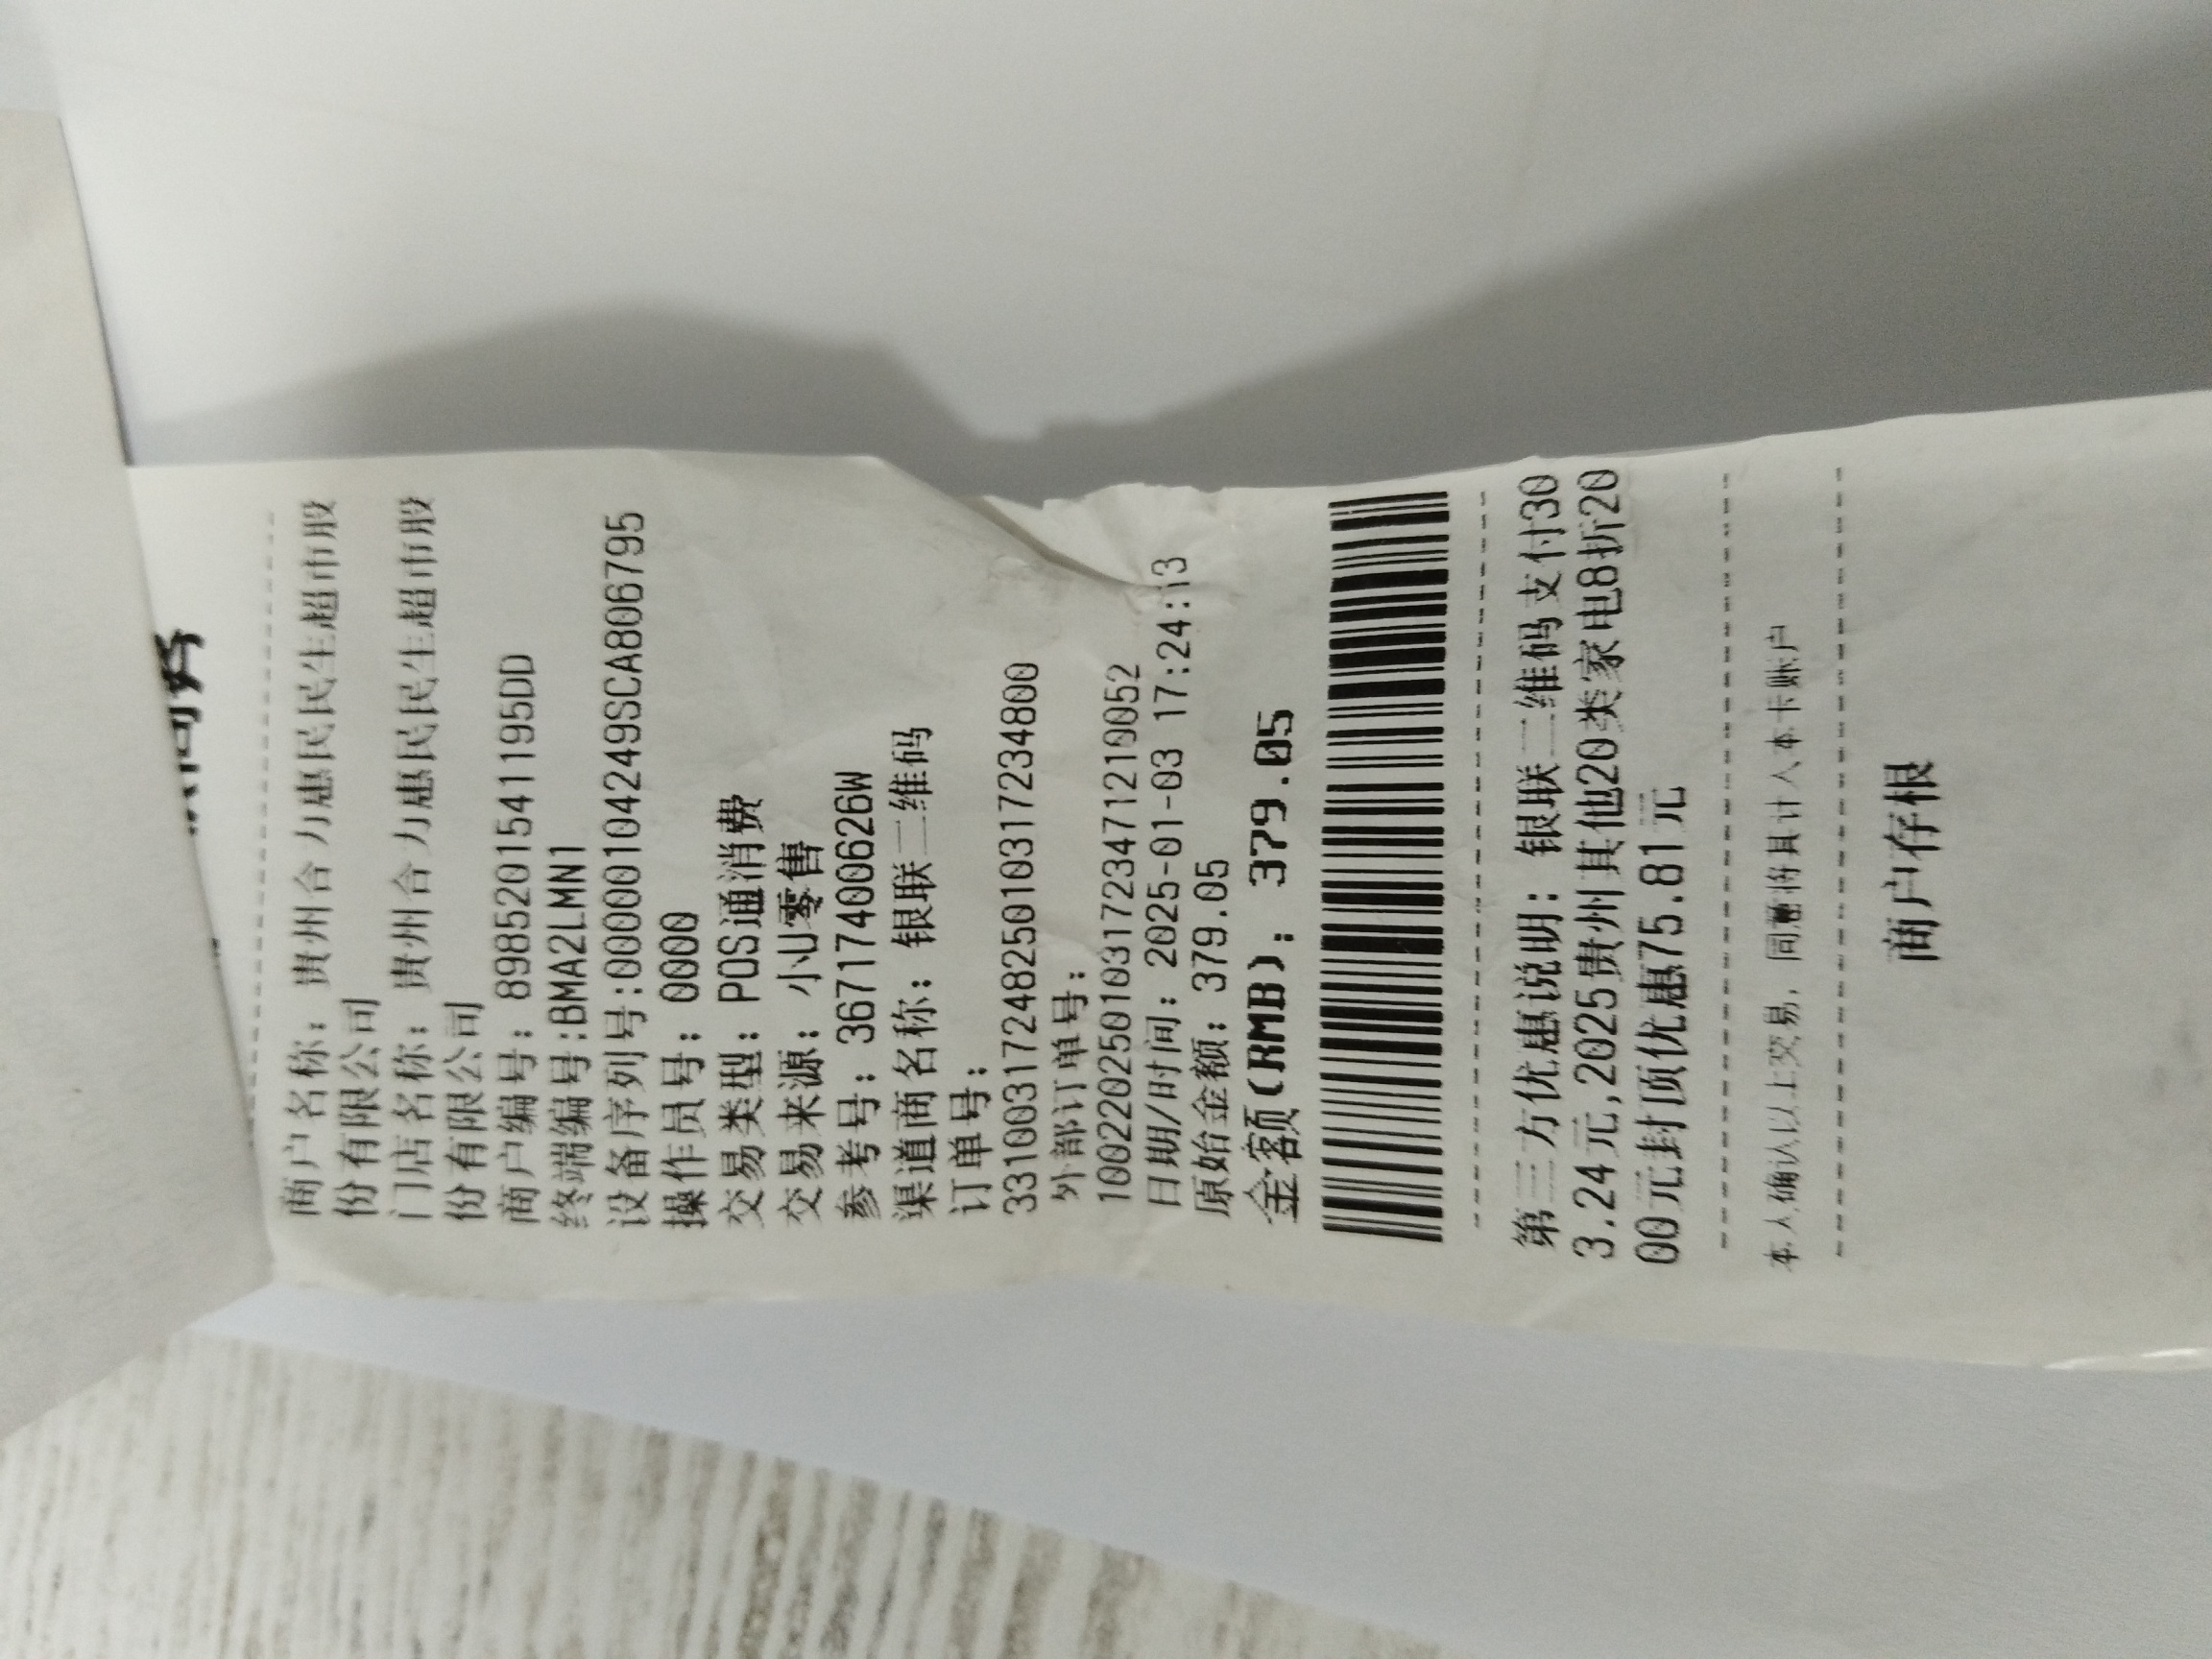 商户名称: 贵州合力惠民民生超市股
份有限公司
门店名称: 贵州合力惠民民生超市股
份有限公司
商户编号: 89852015411195DD
终端编号:BMA2LMN1
设备序列号:00000104249SCA806795
操作员号: 0000
交易类型: POS通消费
交易来源: 小U零售
参考号: 36717400626W
渠道商名称: 银联二维码
订单号:
33100317248250103172344800
外部订单号:
1002202501031723471210052
日期/时间: 2025-01-03 17:24:13
原始金额: 379.05
金额(RMB): 379.05
第三方优惠说明: 银联二维码支付30
3.24元,2025贵州其他20类家电8折20
00元封顶优惠75.81元
本人确认以上交易, 同意将其计入本卡账户
商户存根